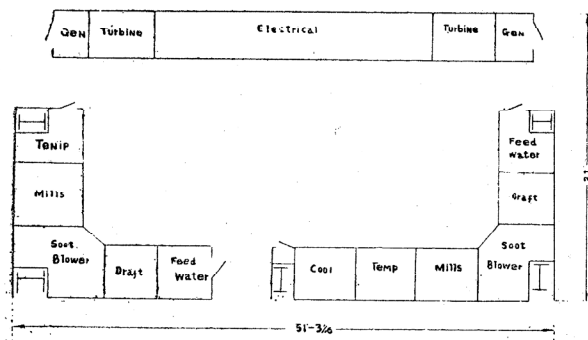 Gen
Turbine
Electrical
Turbine
Gen
Temp
Mills
Soot
Blower
Draft
Feed
Water
Cool
Temp
Mills
Soot
Blower
Draft
Feed
Water
51'-3⅛